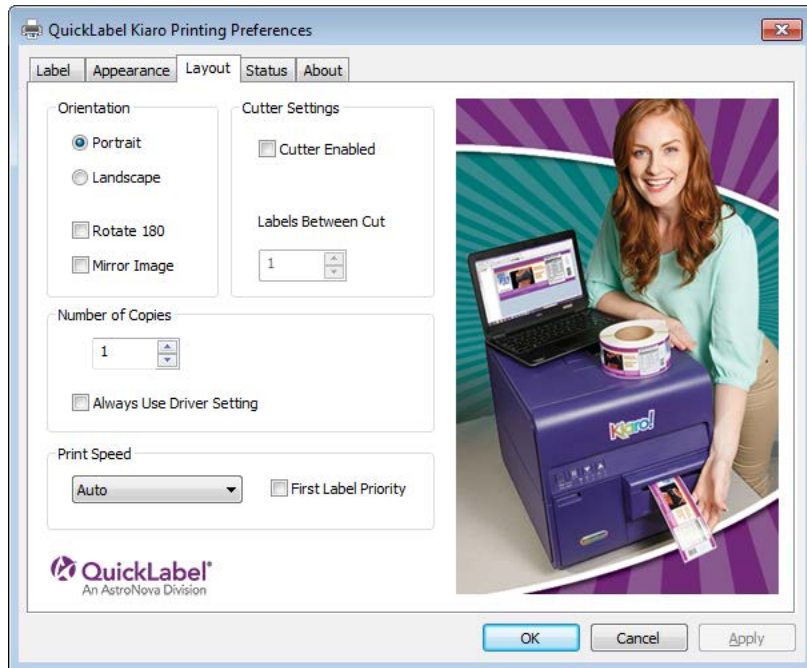 QuickLabel Kiaro Printing Preferences
Label Appearance Layout Status About
Orientation
Portrait
Landscape
Rotate 180
Mirror Image
Cutter Settings
Cutter Enabled
Labels Between Cut
1
Number of Copies
1
Always Use Driver Setting
Print Speed
Auto
First Label Priority
Kiaro!
QuickLabel®
An AstroNova Division
OK Cancel Apply